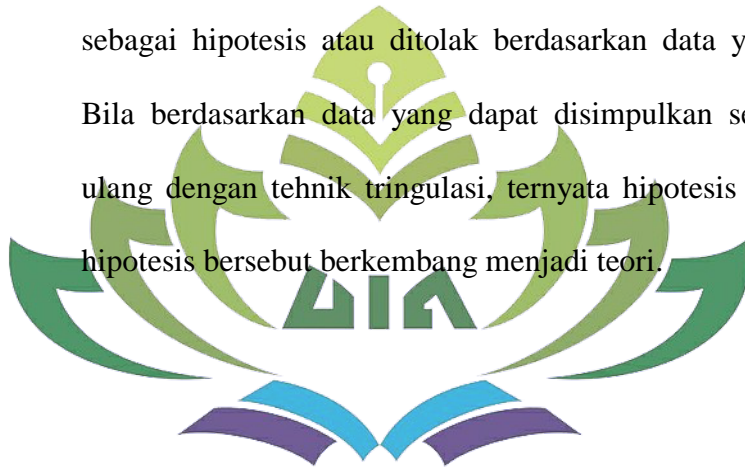 sebagai hipotesis atau ditolak berdasarkan data
Bila berdasarkan data yang dapat disimpulkan
ulang dengan tehnik tringulasi, ternyata hipotesis
hipotesis bersebut berkembang menjadi teori.
UIN